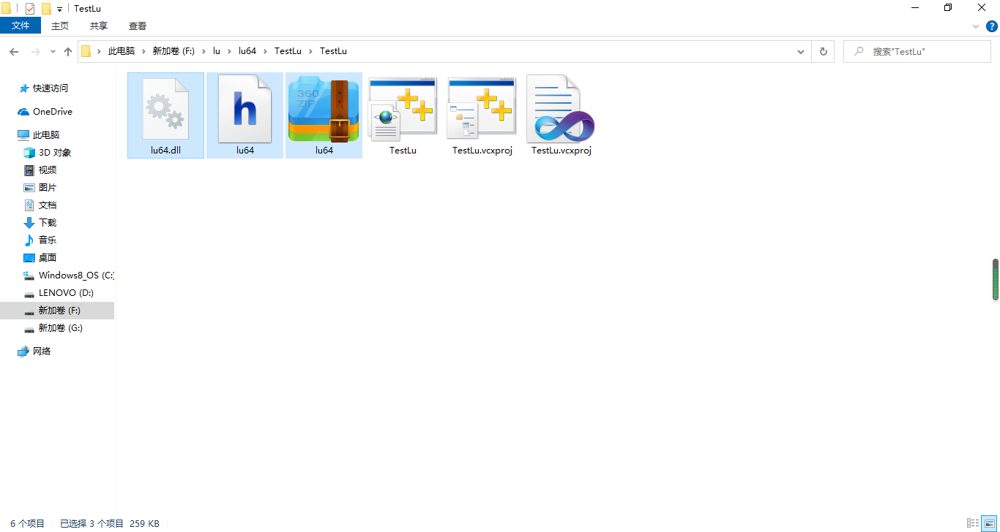 TestLu
文件 主页 共享 查看
此电脑 新加卷 (F:) lu lu64 TestLu TestLu
搜索"TestLu"
快速访问
OneDrive
此电脑
3D 对象
视频
图片
文档
下载
音乐
桌面
Windows8_OS (C:)
LENOVO (D:)
新加卷 (F:)
新加卷 (G:)
网络
h
360
ZIP
lu64.dll lu64 lu64 TestLu TestLu.vcxproj TestLu.vcxproj
6 个项目 已选择 3 个项目 259 KB